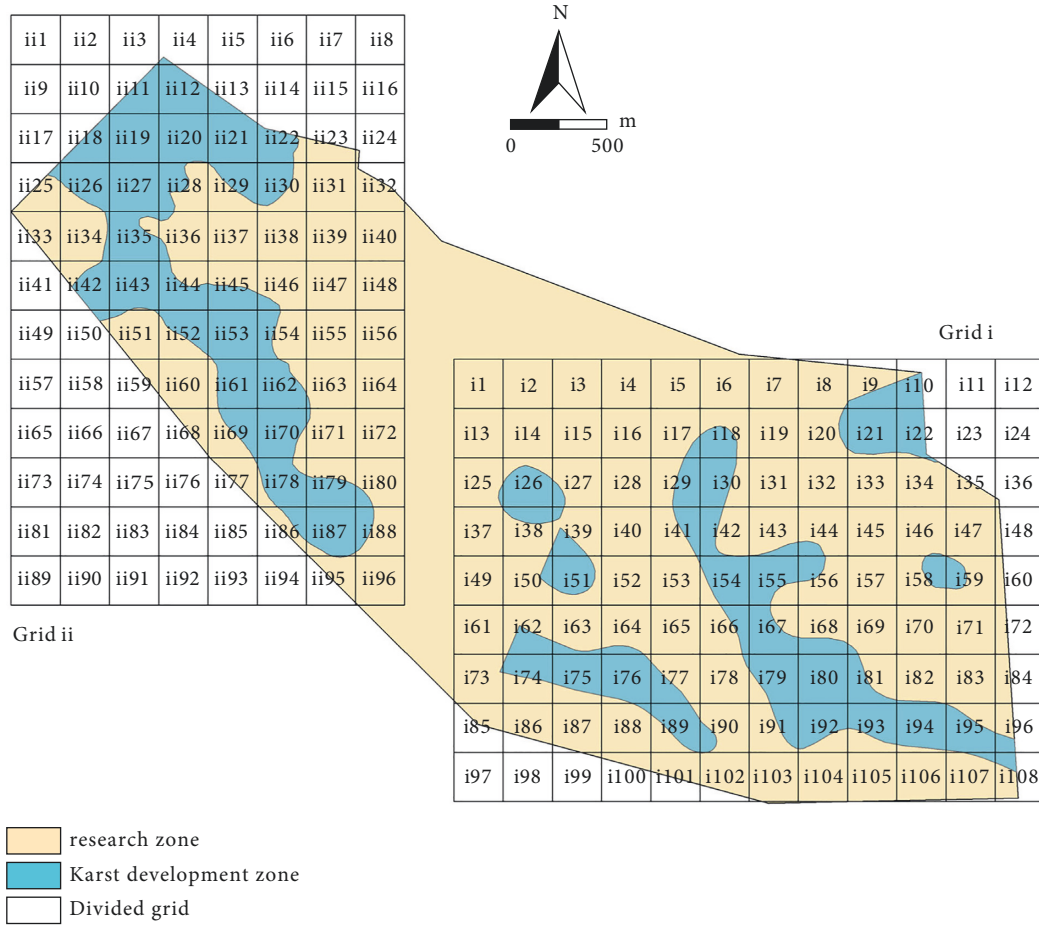 N
m
0 500
ii1 ii2 ii3 ii4 ii5 ii6 ii7 ii8
ii9 ii10 ii11 ii12 ii13 ii14 ii15 ii16
ii17 ii18 ii19 ii20 ii21 ii22 ii23 ii24
ii25 ii26 ii27 ii28 ii29 ii30 ii31 ii32
ii33 ii34 ii35 ii36 ii37 ii38 ii39 ii40
ii41 ii42 ii43 ii44 ii45 ii46 ii47 ii48
ii49 ii50 ii51 ii52 ii53 ii54 ii55 ii56
ii57 ii58 ii59 ii60 ii61 ii62 ii63 ii64
ii65 ii66 ii67 ii68 ii69 ii70 ii71 ii72
ii73 ii74 ii75 ii76 ii77 ii78 ii79 ii80
ii81 ii82 ii83 ii84 ii85 ii86 ii87 ii88
ii89 ii90 ii91 ii92 ii93 ii94 ii95 ii96
Grid ii
Grid i
i1 i2 i3 i4 i5 i6 i7 i8 i9 i10 i11 i12
i13 i14 i15 i16 i17 i18 i19 i20 i21 i22 i23 i24
i25 i26 i27 i28 i29 i30 i31 i32 i33 i34 i35 i36
i37 i38 i39 i40 i41 i42 i43 i44 i45 i46 i47 i48
i49 i50 i51 i52 i53 i54 i55 i56 i57 i58 i59 i60
i61 i62 i63 i64 i65 i66 i67 i68 i69 i70 i71 i72
i73 i74 i75 i76 i77 i78 i79 i80 i81 i82 i83 i84
i85 i86 i87 i88 i89 i90 i91 i92 i93 i94 i95 i96
i97 i98 i99 i100 i101 i102 i103 i104 i105 i106 i107 i108
research zone
Karst development zone
Divided grid